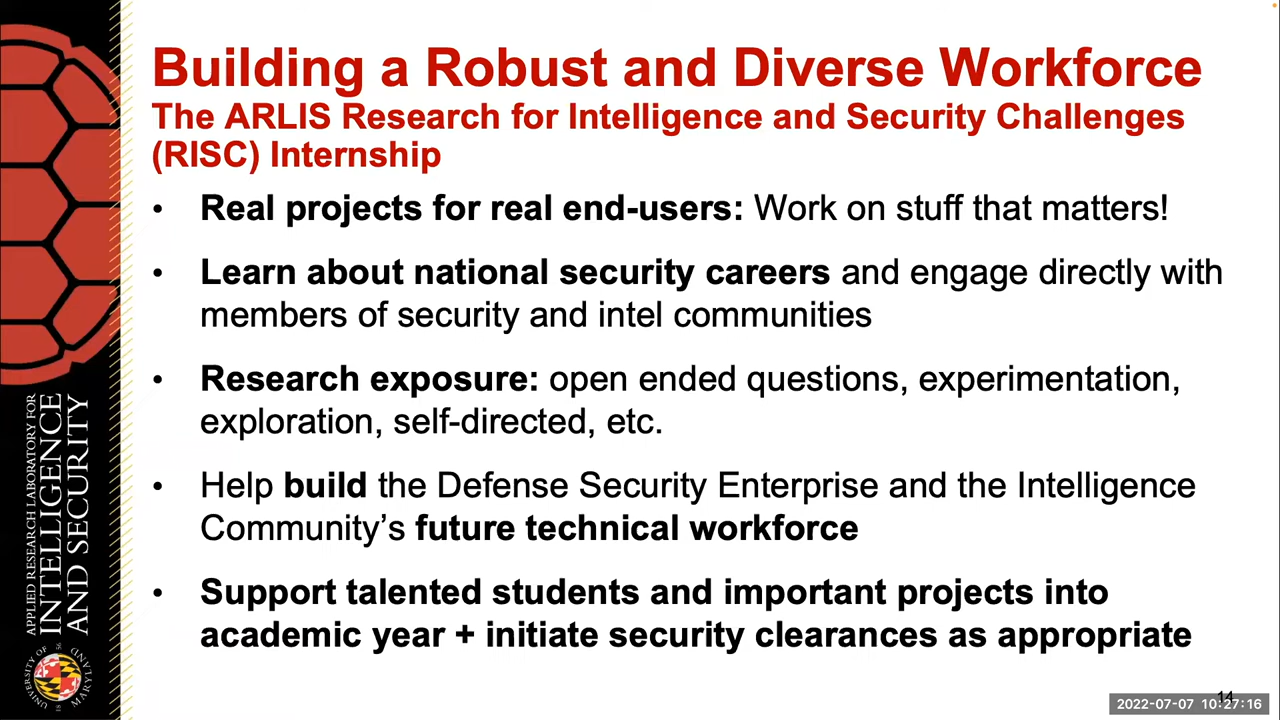 Building a Robust and Diverse Workforce
The ARLIS Research for Intelligence and Security Challenges
(RISC) Internship
• Real projects for real end-users: Work on stuff that matters!
• Learn about national security careers and engage directly with
members of security and intel communities
• Research exposure: open ended questions, experimentation,
exploration, self-directed, etc.
• Help build the Defense Security Enterprise and the Intelligence
Community’s future technical workforce
• Support talented students and important projects into
academic year + initiate security clearances as appropriate
APPLIED RESEARCH LABORATORY FOR
INTELLIGENCE
AND SECURITY
UNIVERSITY OF
MARYLAND
14
2022-07-07 10:27:16